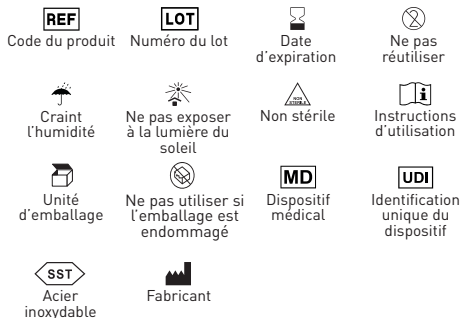 REF
LOT
Code du produit
Numéro du lot
Date
d'expiration
Ne pas
réutiliser
2
NON
STERILE
i
Craint
l'humidité
Ne pas exposer
à la lumière du
soleil
Non stérile
Instructions
d'utilisation
MD
UDI
Unité
d'emballage
Ne pas utiliser si
l'emballage est
endommagé
Dispositif
médical
Identification
unique du
dispositif
SST
Acier
inoxydable
Fabricant